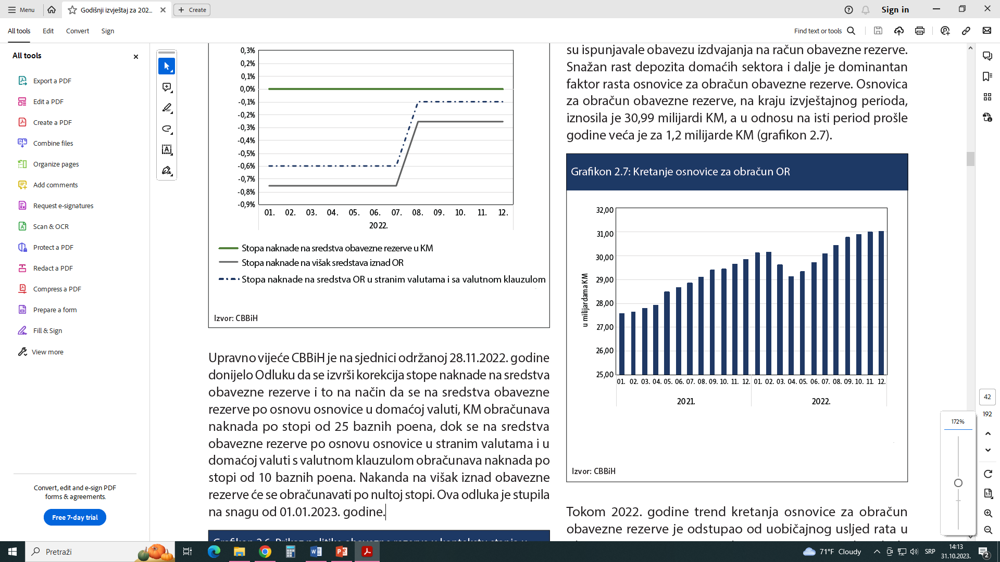 Menu
Godišnji izvještaj za 202...
Create
Sign in
All tools
Edit
Convert
Sign
Find text or tools
All tools
Export a PDF
Edit a PDF
Create a PDF
Combine files
Organize pages
Add comments
Request e-signatures
Scan & OCR
Protect a PDF
Redact a PDF
Compress a PDF
Prepare a form
Fill & Sign
View more
Convert, edit and e-sign PDF
forms & agreements.
Free 7-day trial
0,3%
0,2%
0,1%
0,0%
-0,1%
-0,2%
-0,3%
-0,4%
-0,5%
-0,6%
-0,7%
-0,8%
-0,9%
01. 02. 03. 04. 05. 06. 07. 08. 09. 10. 11. 12.
2022.
Stopa naknade na sredstva obavezne rezerve u KM
Stopa naknade na višak sredstava iznad OR
Stopa naknade na sredstva OR u stranim valutama i sa valutnom klauzulom
Izvor: CBBiH
Upravno vijeće CBBiH je na sjednici održanoj 28.11.2022. godine
donijelo Odluku da se izvrši korekcija stope naknade na sredstva
obavezne rezerve i to na način da se na sredstva obavezne
rezerve po osnovu osnovice u domaćoj valuti, KM obračunava
naknada po stopi od 25 baznih poena, dok se na sredstva
obavezne rezerve po osnovu osnovice u stranim valutama i u
domaćoj valuti s valutnom klauzulom obračunava naknada po
stopi od 10 baznih poena. Nakanda na višak iznad obavezne
rezerve će se obračunavati po nultoj stopi. Ova odluka je stupila
na snagu od 01.01.2023. godine.
su ispunjavale obavezu izdvajanja na račun obavezne rezerve.
Snažan rast depozita domaćih sektora i dalje je dominantan
faktor rasta osnovice za obračun obavezne rezerve. Osnovica
za obračun obavezne rezerve, na kraju izvještajnog perioda,
iznosila je 30,99 milijardi KM, a u odnosu na isti period prošle
godine veća je za 1,2 milijarde KM (grafikon 2.7).
Grafikon 2.7: Kretanje osnovice za obračun OR
u milijardama KM
32,00
31,00
30,00
29,00
28,00
27,00
26,00
25,00
01. 02. 03. 04. 05. 06. 07. 08. 09. 10. 11. 12. 01. 02. 03. 04. 05. 06. 07. 08. 09. 10. 11. 12.
2021. 2022.
Izvor: CBBiH
Tokom 2022. godine trend kretanja osnovice za obračun
obavezne rezerve je odstupao od uobičajnog usljed rata u
42
192
172%
Pretraži
71°F Cloudy
SRP
14:13
31.10.2023.
2